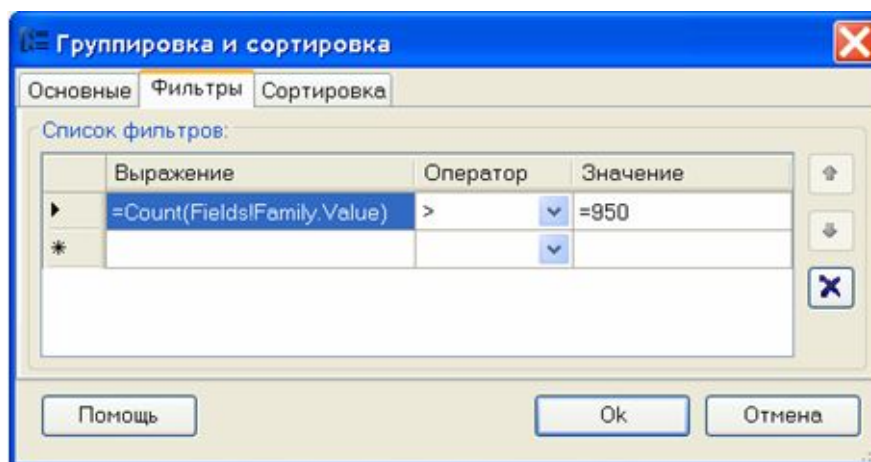 Группировка и сортировка
Основные Фильтры Сортировка
Список фильтров:
Выражение Оператор Значение
=Count(Fields!Family.Value) > =950
Помощь Ok Отмена